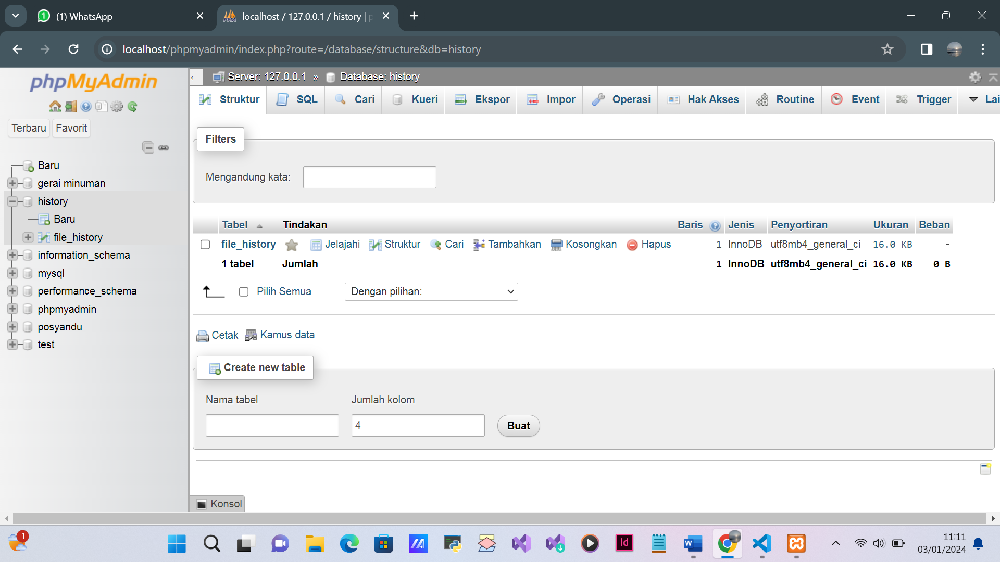 (1) WhatsApp
localhost / 127.0.0.1 / history |
localhost/phpmyadmin/index.php?route=/database/structure&db=history
phpMyAdmin
Terbaru Favorit
Baru
gerai minuman
history
Baru
file_history
information_schema
mysql
performance_schema
phpmyadmin
posyandu
test
Server: 127.0.0.1 » Database: history
Struktur SQL Cari Kueri Ekspor Impor Operasi Hak Akses Routine Event Trigger Lai
Filters
Mengandung kata:
Tabel Tindakan Baris Jenis Penyortiran Ukuran Beban
file_history Jelajahi Struktur Cari Tambahkan Kosongkan Hapus 1 InnoDB utf8mb4_general_ci 16.0 KB -
1 tabel Jumlah 1 InnoDB utf8mb4_general_ci 16.0 KB 0 B
Pilih Semua Dengan pilihan:
Cetak Kamus data
Create new table
Nama tabel Jumlah kolom
4 Buat
Konsol
1
11:11
03/01/2024